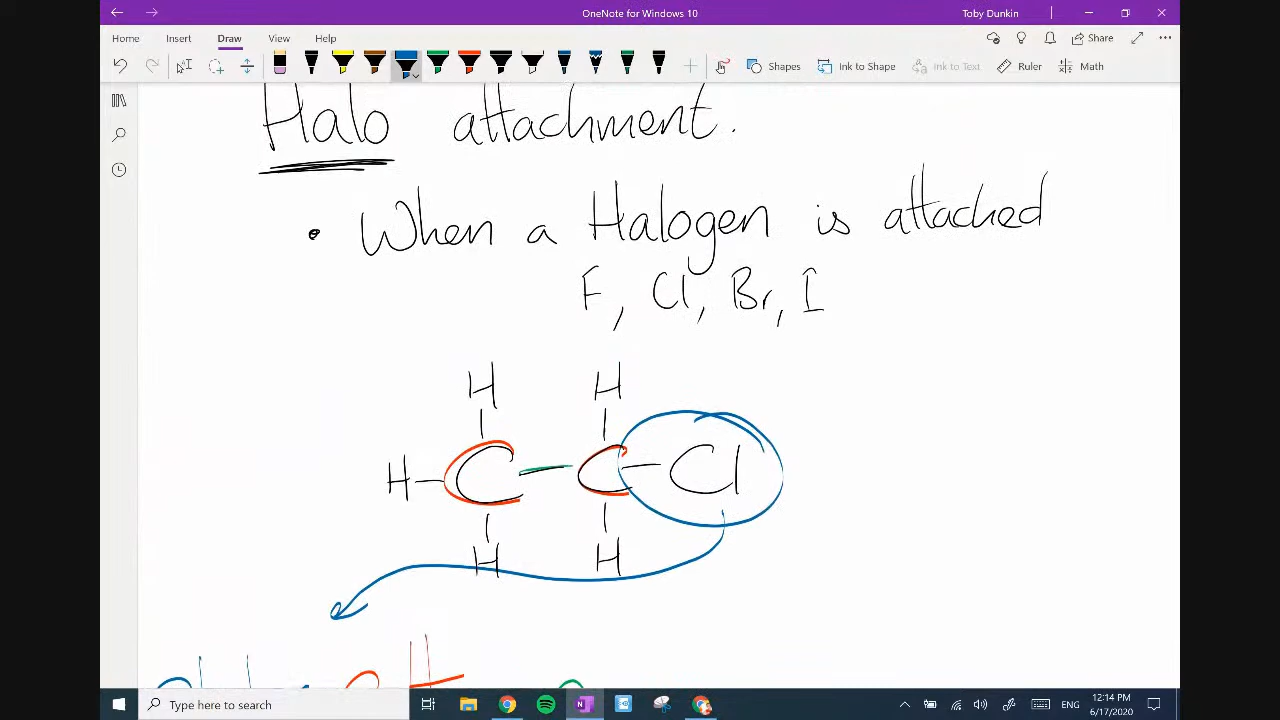 OneNote for Windows 10
Toby Dunkin
Home Insert Draw View Help
Share
Shapes Ink to Shape Ink to Text Ruler Math
Halo attachment.
• When a Halogen is attached
F, Cl, Br, I
H H
H-C-C-Cl
H H
Type here to search
12:14 PM
6/17/2020